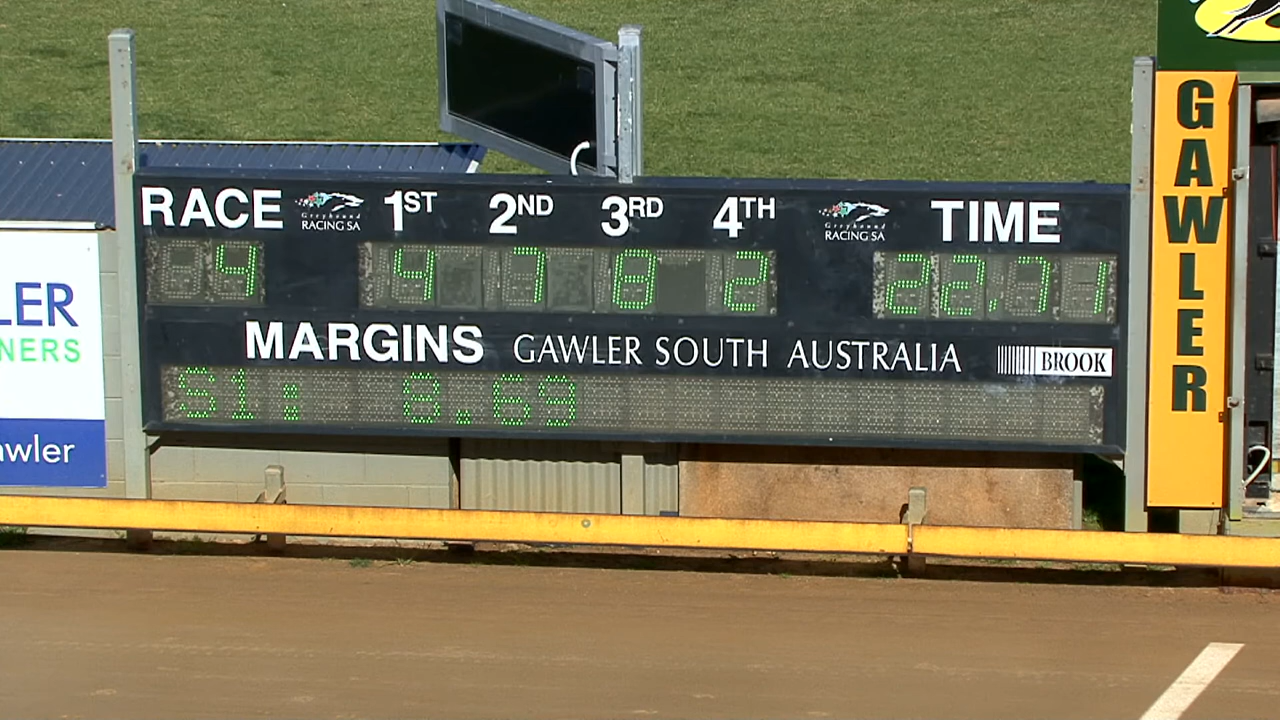 RACE Greyhound RACING SA 1ST 2ND 3RD 4TH Greyhound RACING SA TIME
4 4 7 8 2 22.71
MARGINS GAWLER SOUTH AUSTRALIA BROOK
S1: 8.69
GAWLER
LER
NERS
awler